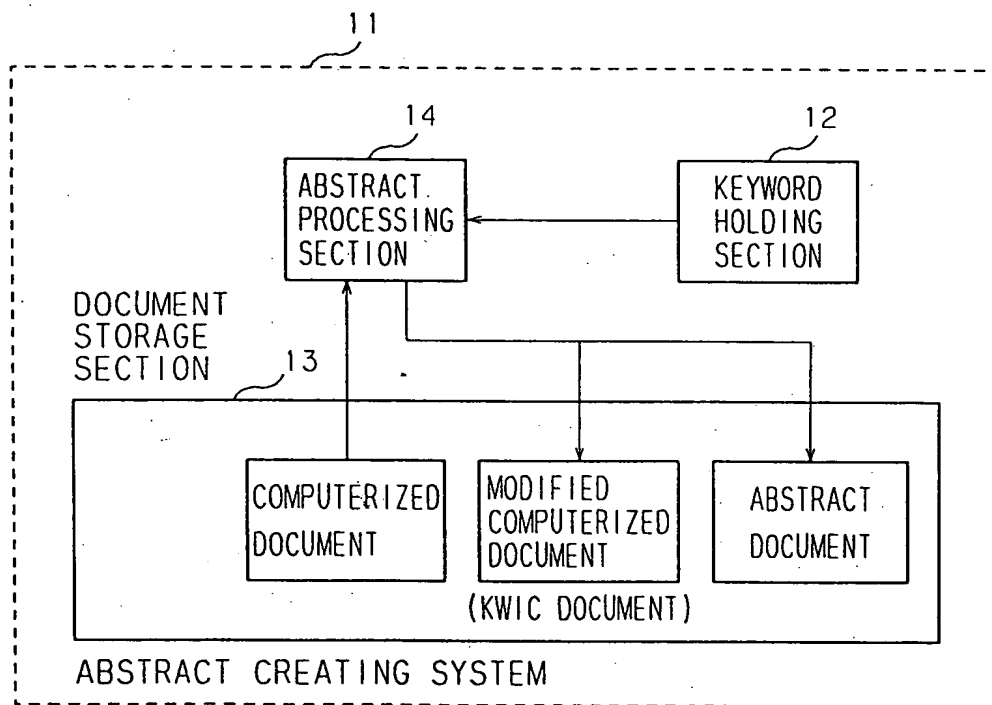 11
14
12
ABSTRACT
PROCESSING
SECTION
KEYWORD
HOLDING
SECTION
DOCUMENT
STORAGE
SECTION
13
COMPUTERIZED
DOCUMENT
MODIFIED
COMPUTERIZED
DOCUMENT
(KWIC DOCUMENT)
ABSTRACT
DOCUMENT
ABSTRACT CREATING SYSTEM